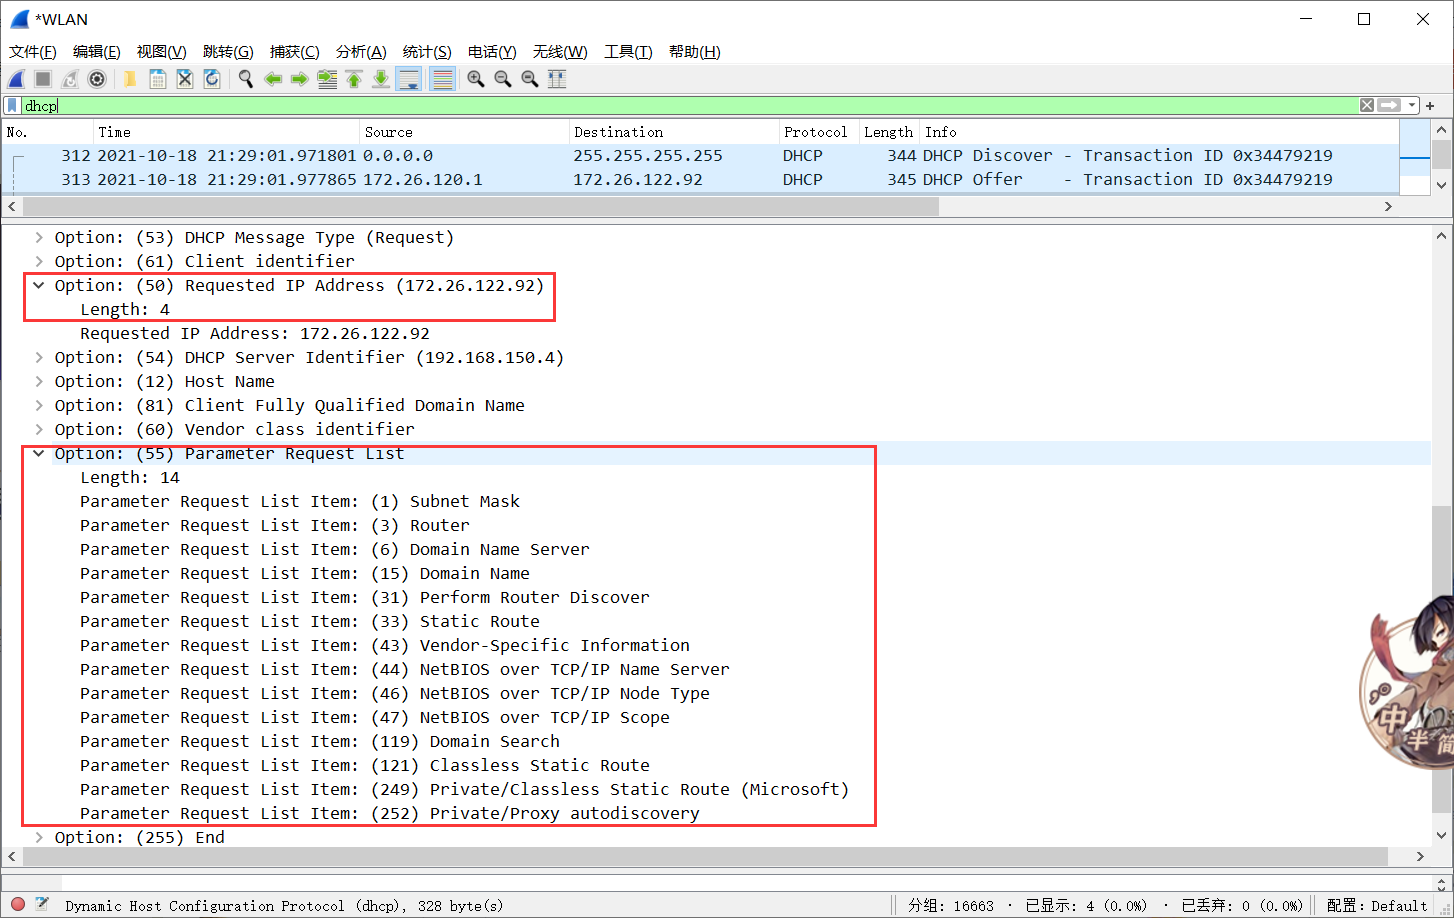 *WLAN
文件(F) 编辑(E) 视图(V) 跳转(G) 捕获(C) 分析(A) 统计(S) 电话(Y) 无线(W) 工具(T) 帮助(H)
dhcp
No. Time Source Destination Protocol Length Info
312 2021-10-18 21:29:01.971801 0.0.0.0 255.255.255.255 DHCP 344 DHCP Discover - Transaction ID 0x34479219
313 2021-10-18 21:29:01.977865 172.26.120.1 172.26.122.92 DHCP 345 DHCP Offer - Transaction ID 0x34479219
Option: (53) DHCP Message Type (Request)
Option: (61) Client identifier
Option: (50) Requested IP Address (172.26.122.92)
Length: 4
Requested IP Address: 172.26.122.92
Option: (54) DHCP Server Identifier (192.168.150.4)
Option: (12) Host Name
Option: (81) Client Fully Qualified Domain Name
Option: (60) Vendor class identifier
Option: (55) Parameter Request List
Length: 14
Parameter Request List Item: (1) Subnet Mask
Parameter Request List Item: (3) Router
Parameter Request List Item: (6) Domain Name Server
Parameter Request List Item: (15) Domain Name
Parameter Request List Item: (31) Perform Router Discover
Parameter Request List Item: (33) Static Route
Parameter Request List Item: (43) Vendor-Specific Information
Parameter Request List Item: (44) NetBIOS over TCP/IP Name Server
Parameter Request List Item: (46) NetBIOS over TCP/IP Node Type
Parameter Request List Item: (47) NetBIOS over TCP/IP Scope
Parameter Request List Item: (119) Domain Search
Parameter Request List Item: (121) Classless Static Route
Parameter Request List Item: (249) Private/Classless Static Route (Microsoft)
Parameter Request List Item: (252) Private/Proxy autodiscovery
Option: (255) End
中
半 简
Dynamic Host Configuration Protocol (dhcp), 328 byte(s) 分组: 16663 · 已显示: 4 (0.0%) · 已丢弃: 0 (0.0%) 配置: Default